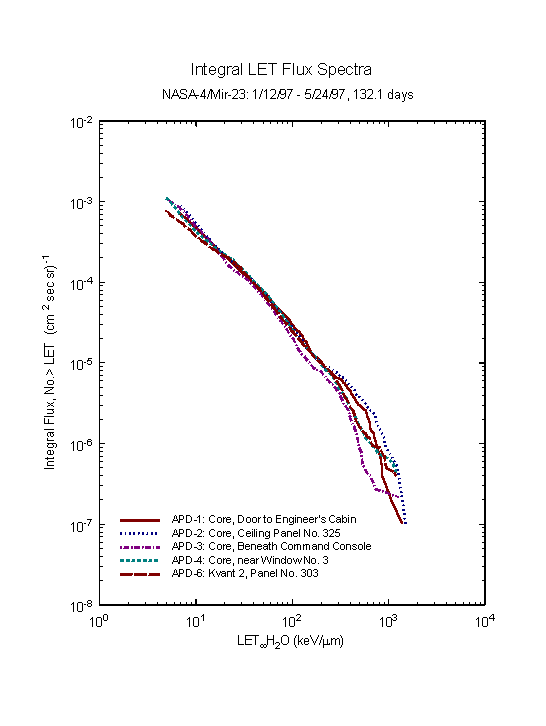 Integral LET Flux Spectra
NASA-4/Mir-23: 1/12/97 - 5/24/97, 132.1 days
10⁻²
10⁻³
10⁻⁴
10⁻⁵
10⁻⁶
10⁻⁷
10⁻⁸
Integral Flux, No.> LET (cm² sec sr)⁻¹
APD-1: Core, Door to Engineer's Cabin
APD-2: Core, Ceiling Panel No. 325
APD-3: Core, Beneath Command Console
APD-4: Core, near Window No. 3
APD-6: Kvant 2, Panel No. 303
10⁰ 10¹ 10² 10³ 10⁴
LET∞H₂O (keV/µm)